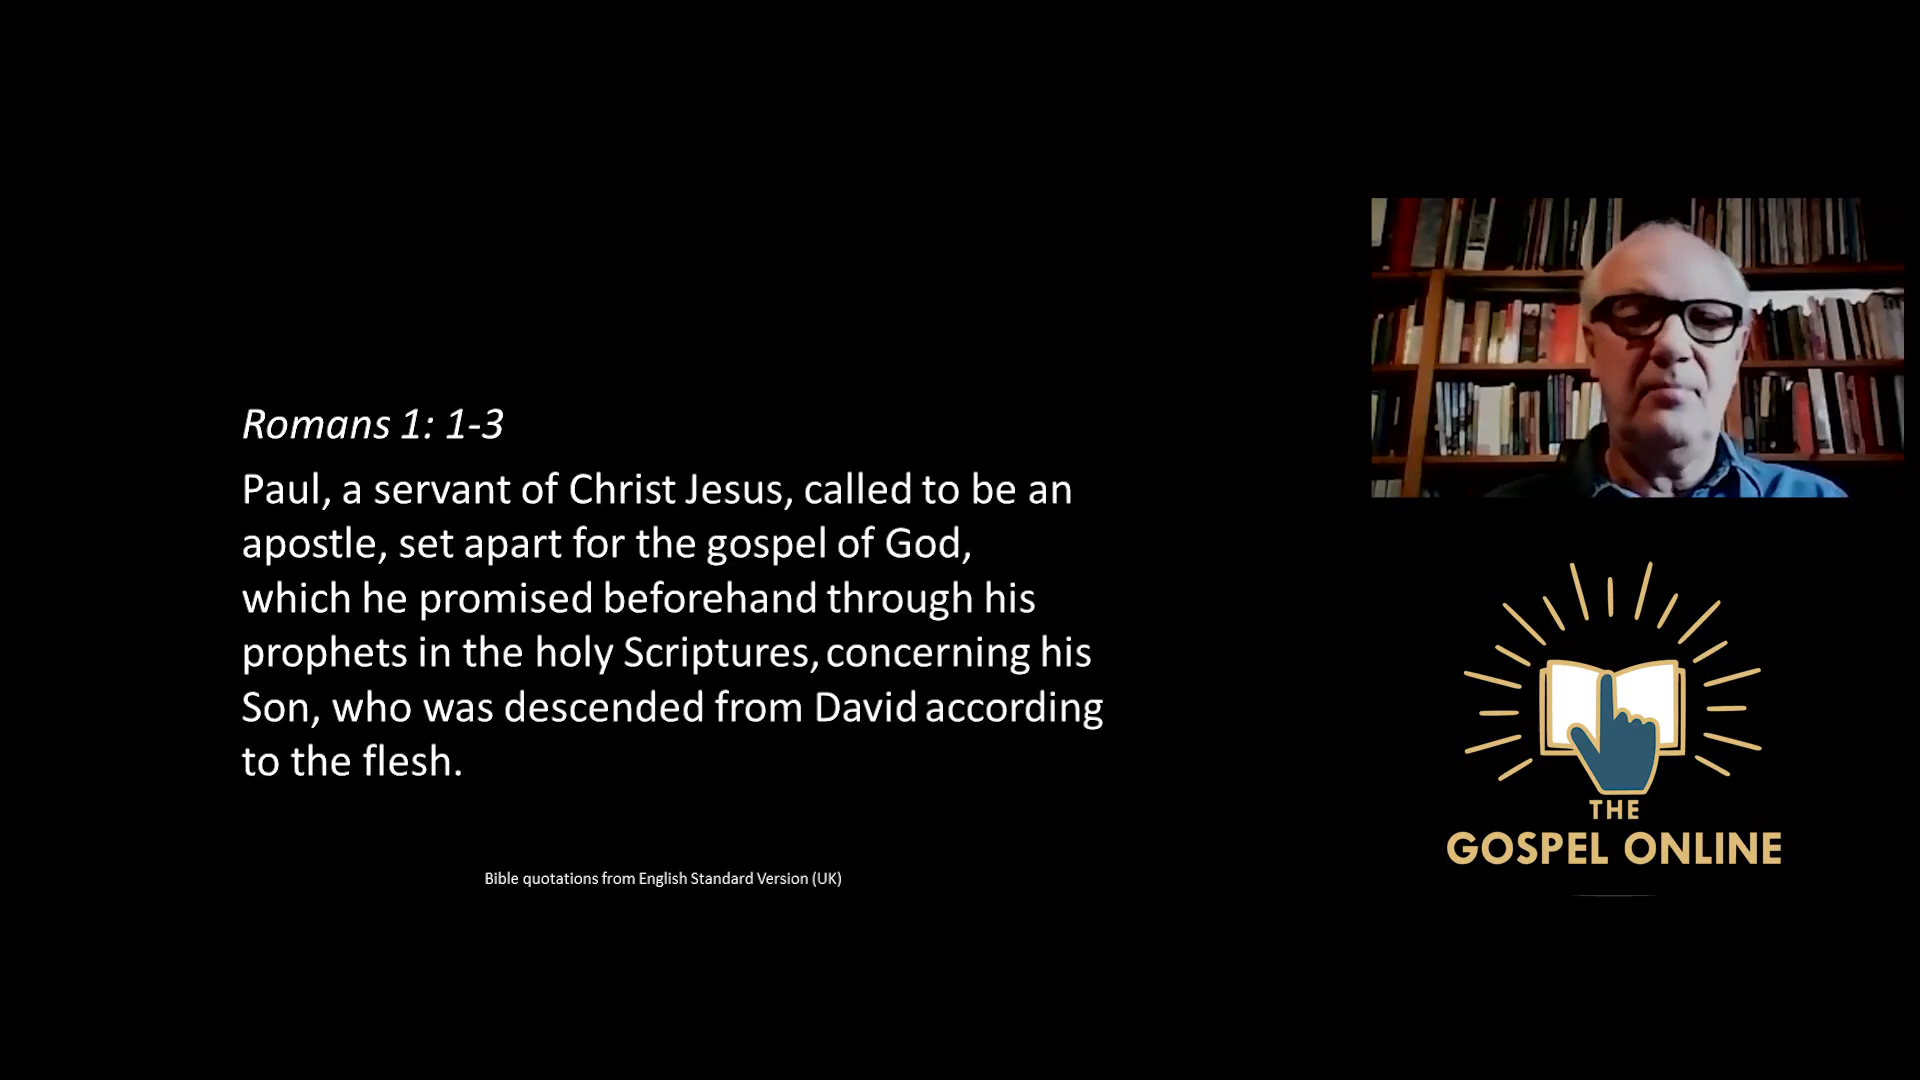 Romans 1: 1-3
Paul, a servant of Christ Jesus, called to be an
apostle, set apart for the gospel of God,
which he promised beforehand through his
prophets in the holy Scriptures, concerning his
Son, who was descended from David according
to the flesh.
Bible quotations from English Standard Version (UK)
THE
GOSPEL ONLINE